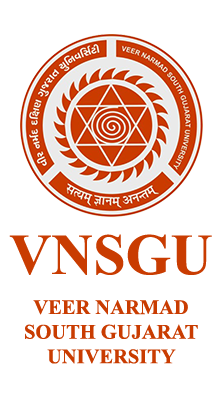 વીર નર્મદ દક્ષિણ ગુજરાત યુનિવર્સિટી
VEER NARMAD SOUTH GUJARAT UNIVERSITY
सत्यम् ज्ञानम् अनन्तम्
VNSGU
VEER NARMAD
SOUTH GUJARAT
UNIVERSITY